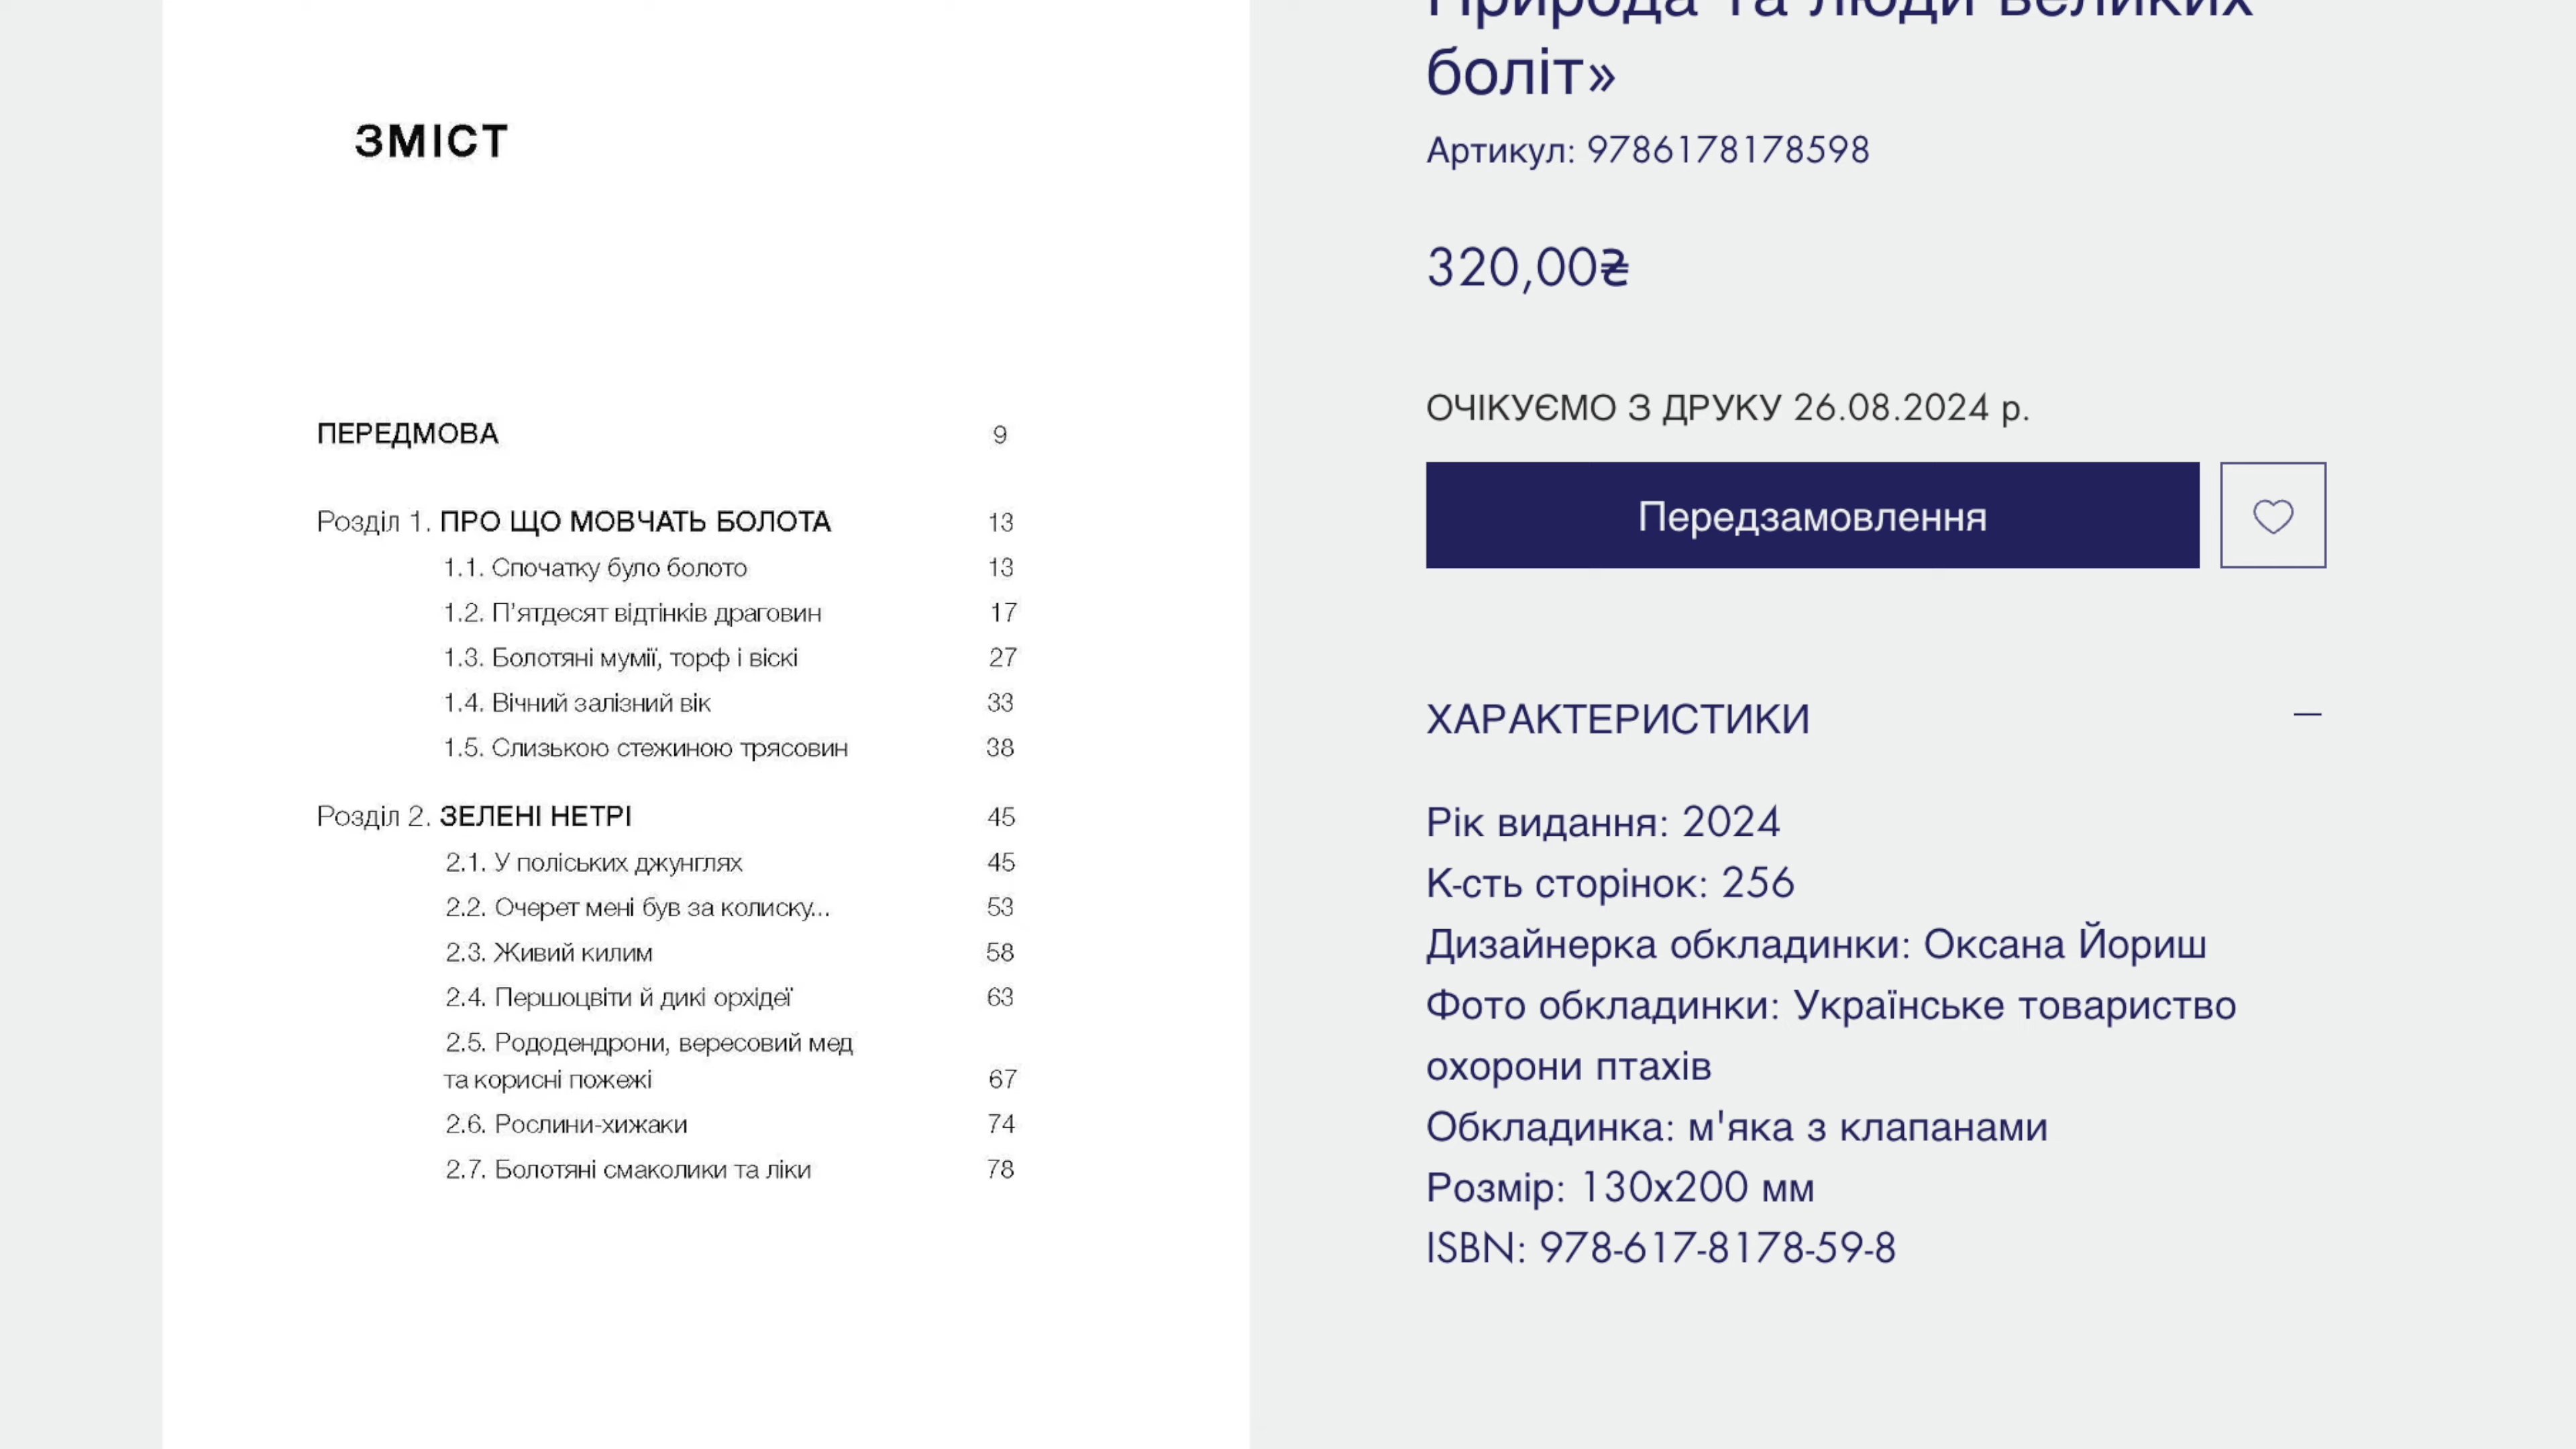 ЗМІСТ
ПЕРЕДМОВА 9
Розділ 1. ПРО ЩО МОВЧАТЬ БОЛОТА 13
1.1. Спочатку було болото 13
1.2. П’ятдесят відтінків драговин 17
1.3. Болотяні мумії, торф і віскі 27
1.4. Вічний залізний вік 33
1.5. Слизькою стежиною трясовин 38
Розділ 2. ЗЕЛЕНІ НЕТРІ 45
2.1. У поліських джунглях 45
2.2. Очерет мені був за колиску... 53
2.3. Живий килим 58
2.4. Першоцвіти й дикі орхідеї 63
2.5. Рододендрони, вересовий мед
та корисні пожежі 67
2.6. Рослини-хижаки 74
2.7. Болотяні смаколики та ліки 78
Природа та люди великих
боліт»
Артикул: 9786178178598
320,00₴
ОЧІКУЄМО З ДРУКУ 26.08.2024 р.
Передзамовлення
ХАРАКТЕРИСТИКИ
Рік видання: 2024
К-сть сторінок: 256
Дизайнерка обкладинки: Оксана Йориш
Фото обкладинки: Українське товариство
охорони птахів
Обкладинка: м'яка з клапанами
Розмір: 130х200 мм
ISBN: 978-617-8178-59-8